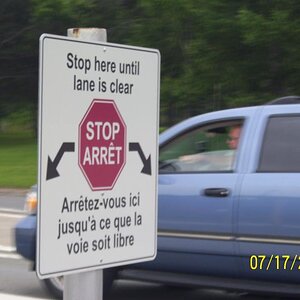 Stop here until
lane is clear
STOP
ARRÊT
Arrêtez-vous ici
jusqu'à ce que la
voie soit libre
07/17/2